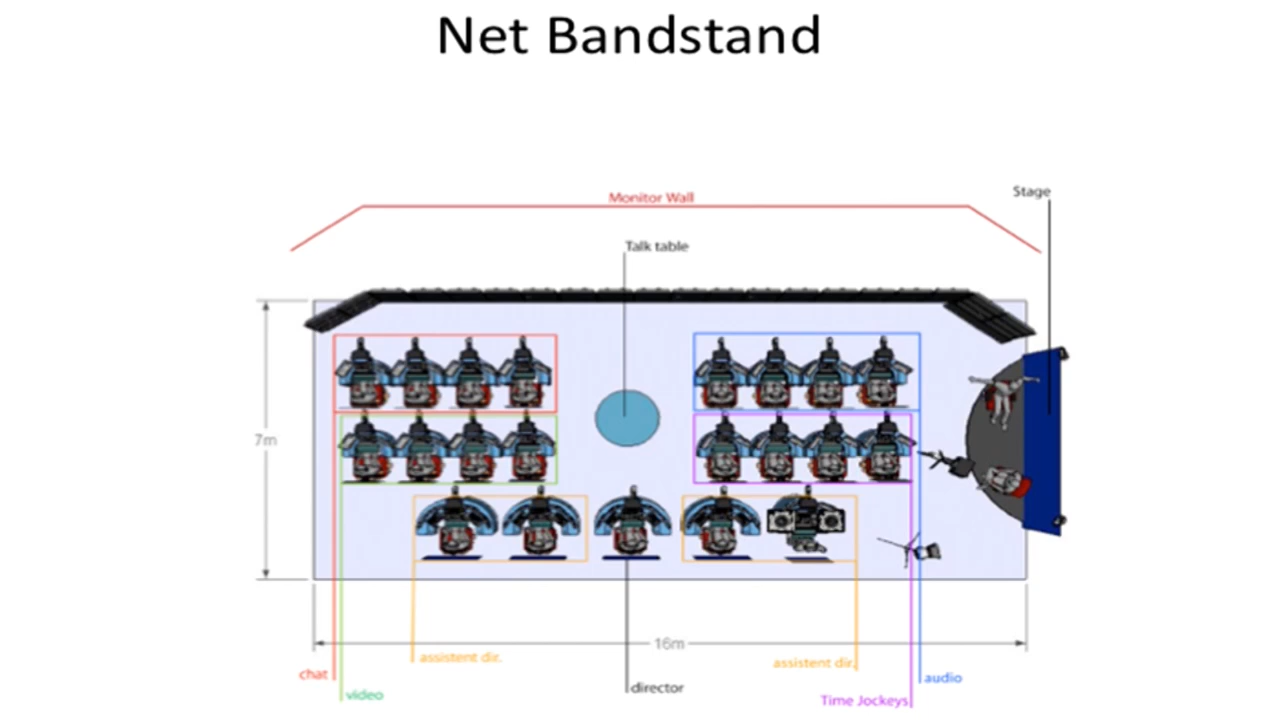 Net Bandstand
Stage
Monitor Wall
Talk table
7m
16m
assistent dir.
assistent dir.
chat
audio
director
video
Time Jockeys